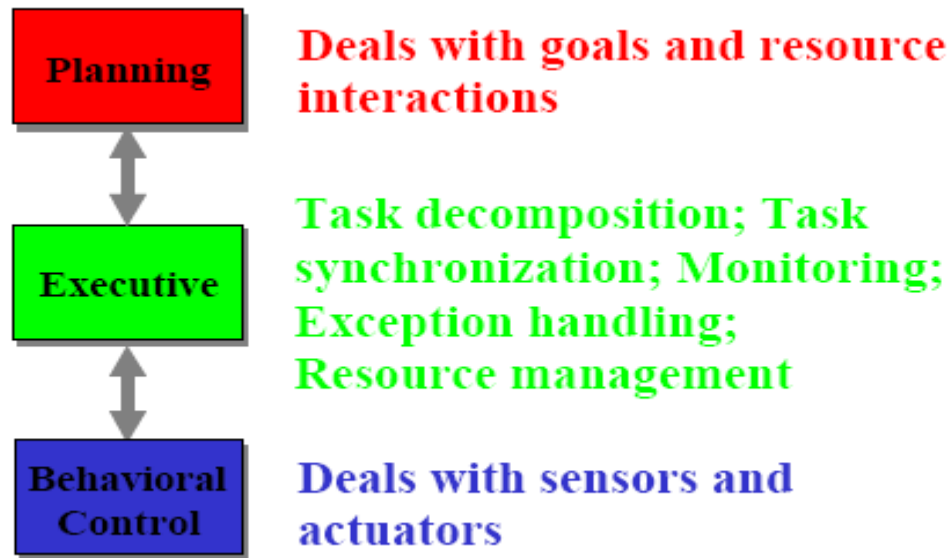 Planning
Deals with goals and resource
interactions
Executive
Task decomposition; Task
synchronization; Monitoring;
Exception handling;
Resource management
Behavioral
Control
Deals with sensors and
actuators